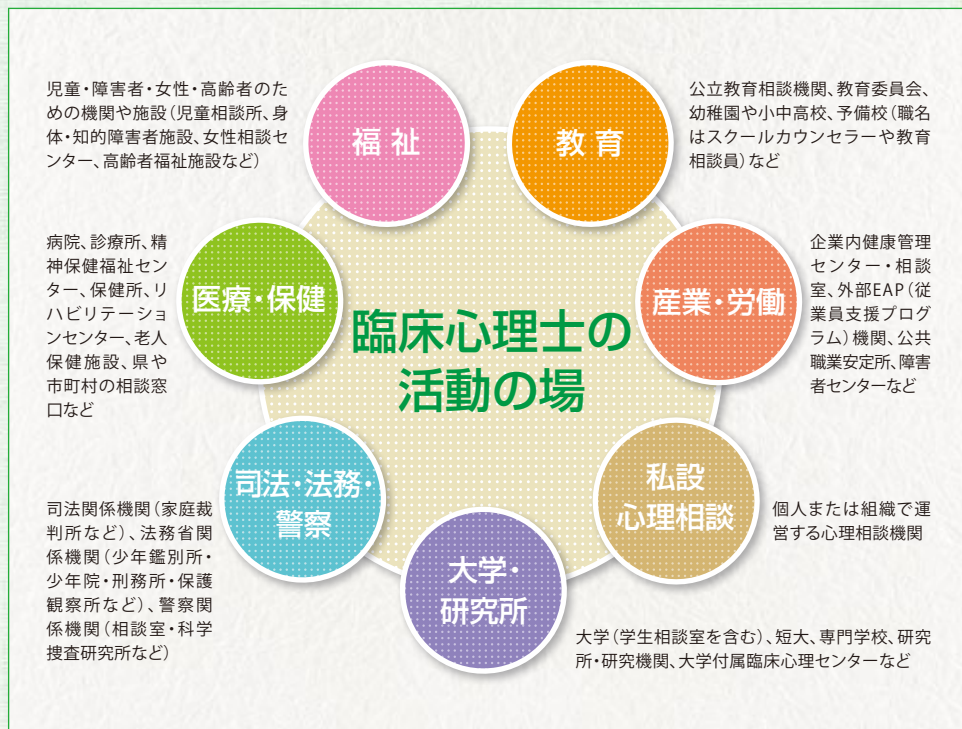 児童・障害者・女性・高齢者のた
めの機関や施設（児童相談所、身
体・知的障害者施設、女性相談セ
ンター、高齢者福祉施設など）
福 祉
教 育
公立教育相談機関、教育委員会、
幼稚園や小中高校、予備校（職名
はスクールカウンセラーや教育
相談員）など
病院、診療所、精
神保健福祉セン
ター、保健所、リ
ハビリテーショ
ンセンター、老人
保健施設、県や
市町村の相談窓
口など
医療・保健
臨床心理士の
活動の場
産業・労働
企業内健康管理
センター・相談
室、外部EAP（従
業員支援プログ
ラム）機関、公共
職業安定所、障害
者センターなど
司法関係機関（家庭裁
判所など）、法務省関
係機関（少年鑑別所・
少年院・刑務所・保護
観察所など）、警察関
係機関（相談室・科学
捜査研究所など）
司法・法務・
警察
私設
心理相談
個人または組織で運
営する心理相談機関
大学・
研究所
大学（学生相談室を含む）、短大、専門学校、研究
所・研究機関、大学付属臨床心理センターなど